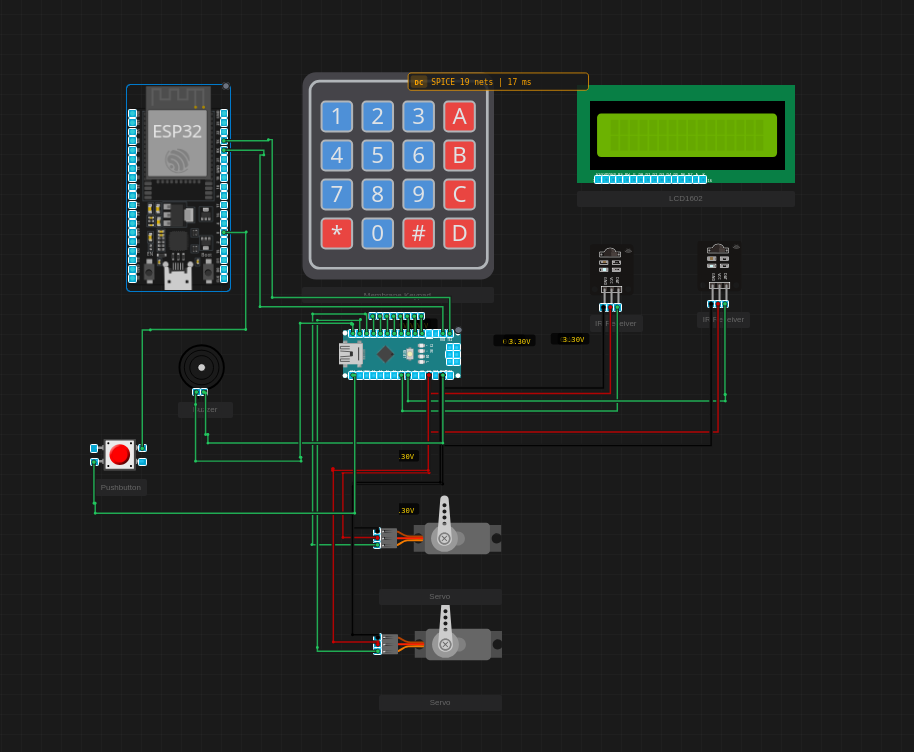 DC SPICE 19 nets | 17 ms
ESP32
1 2 3 A
4 5 6 B
7 8 9 C
* 0 # D
LCD1602
Membrane Keypad
IR Receiver
IR Receiver
3.30V
3.30V
Buzzer
.30V
Pushbutton
.30V
Servo
Servo